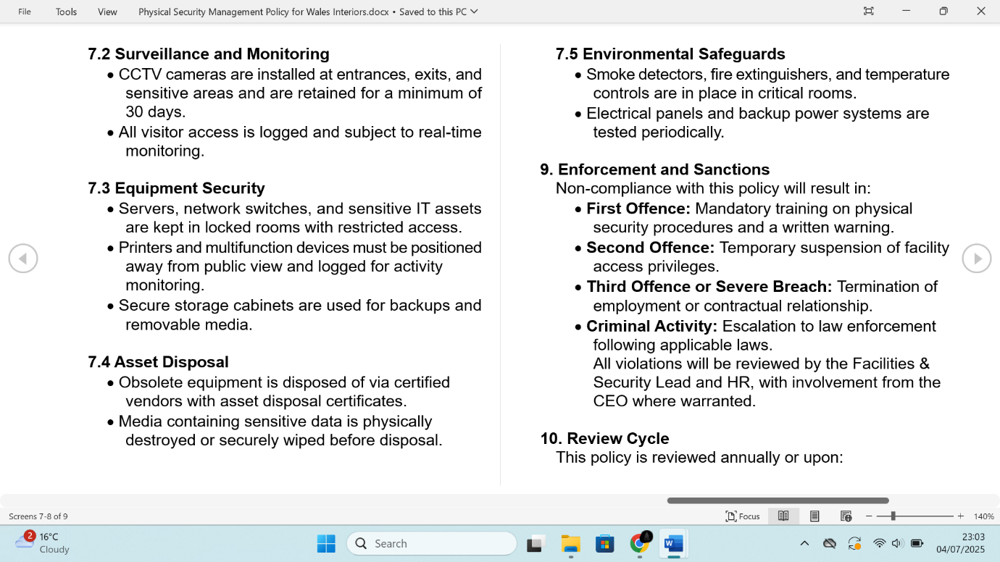 File Tools View Physical Security Management Policy for Wales Interiors.docx • Saved to this PC
7.2 Surveillance and Monitoring
• CCTV cameras are installed at entrances, exits, and
sensitive areas and are retained for a minimum of
30 days.
• All visitor access is logged and subject to real-time
monitoring.
7.3 Equipment Security
• Servers, network switches, and sensitive IT assets
are kept in locked rooms with restricted access.
• Printers and multifunction devices must be positioned
away from public view and logged for activity
monitoring.
• Secure storage cabinets are used for backups and
removable media.
7.4 Asset Disposal
• Obsolete equipment is disposed of via certified
vendors with asset disposal certificates.
• Media containing sensitive data is physically
destroyed or securely wiped before disposal.
7.5 Environmental Safeguards
• Smoke detectors, fire extinguishers, and temperature
controls are in place in critical rooms.
• Electrical panels and backup power systems are
tested periodically.
9. Enforcement and Sanctions
Non-compliance with this policy will result in:
• First Offence: Mandatory training on physical
security procedures and a written warning.
• Second Offence: Temporary suspension of facility
access privileges.
• Third Offence or Severe Breach: Termination of
employment or contractual relationship.
• Criminal Activity: Escalation to law enforcement
following applicable laws.
All violations will be reviewed by the Facilities &
Security Lead and HR, with involvement from the
CEO where warranted.
10. Review Cycle
This policy is reviewed annually or upon:
Screens 7-8 of 9
Focus
140%
2
16°C
Cloudy
Search
23:03
04/07/2025